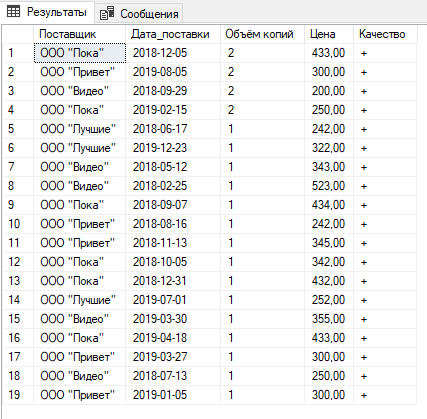 Результаты Сообщения
Поставщик Дата_поставки Объём копий Цена Качество
1 ООО "Пока" 2018-12-05 2 433,00 +
2 ООО "Привет" 2019-08-05 2 300,00 +
3 ООО "Видео" 2018-09-29 2 200,00 +
4 ООО "Пока" 2019-02-15 2 250,00 +
5 ООО "Лучшие" 2018-06-17 1 242,00 +
6 ООО "Лучшие" 2019-12-23 1 322,00 +
7 ООО "Видео" 2018-05-12 1 343,00 +
8 ООО "Видео" 2018-02-25 1 523,00 +
9 ООО "Пока" 2018-09-07 1 434,00 +
10 ООО "Привет" 2018-08-16 1 242,00 +
11 ООО "Привет" 2018-11-13 1 345,00 +
12 ООО "Пока" 2018-10-05 1 342,00 +
13 ООО "Пока" 2018-12-31 1 432,00 +
14 ООО "Лучшие" 2019-07-01 1 252,00 +
15 ООО "Видео" 2019-03-30 1 355,00 +
16 ООО "Пока" 2019-04-18 1 433,00 +
17 ООО "Привет" 2019-03-27 1 300,00 +
18 ООО "Видео" 2018-07-13 1 250,00 +
19 ООО "Привет" 2019-01-05 1 300,00 +